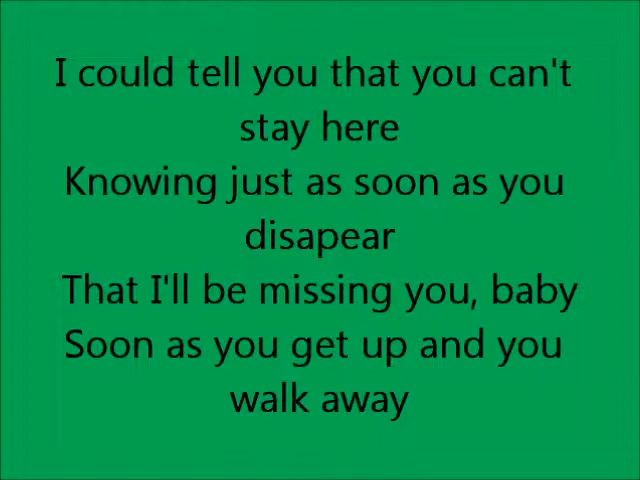 I could tell you that you can't
stay here
Knowing just as soon as you
disapear
That I'll be missing you, baby
Soon as you get up and you
walk away